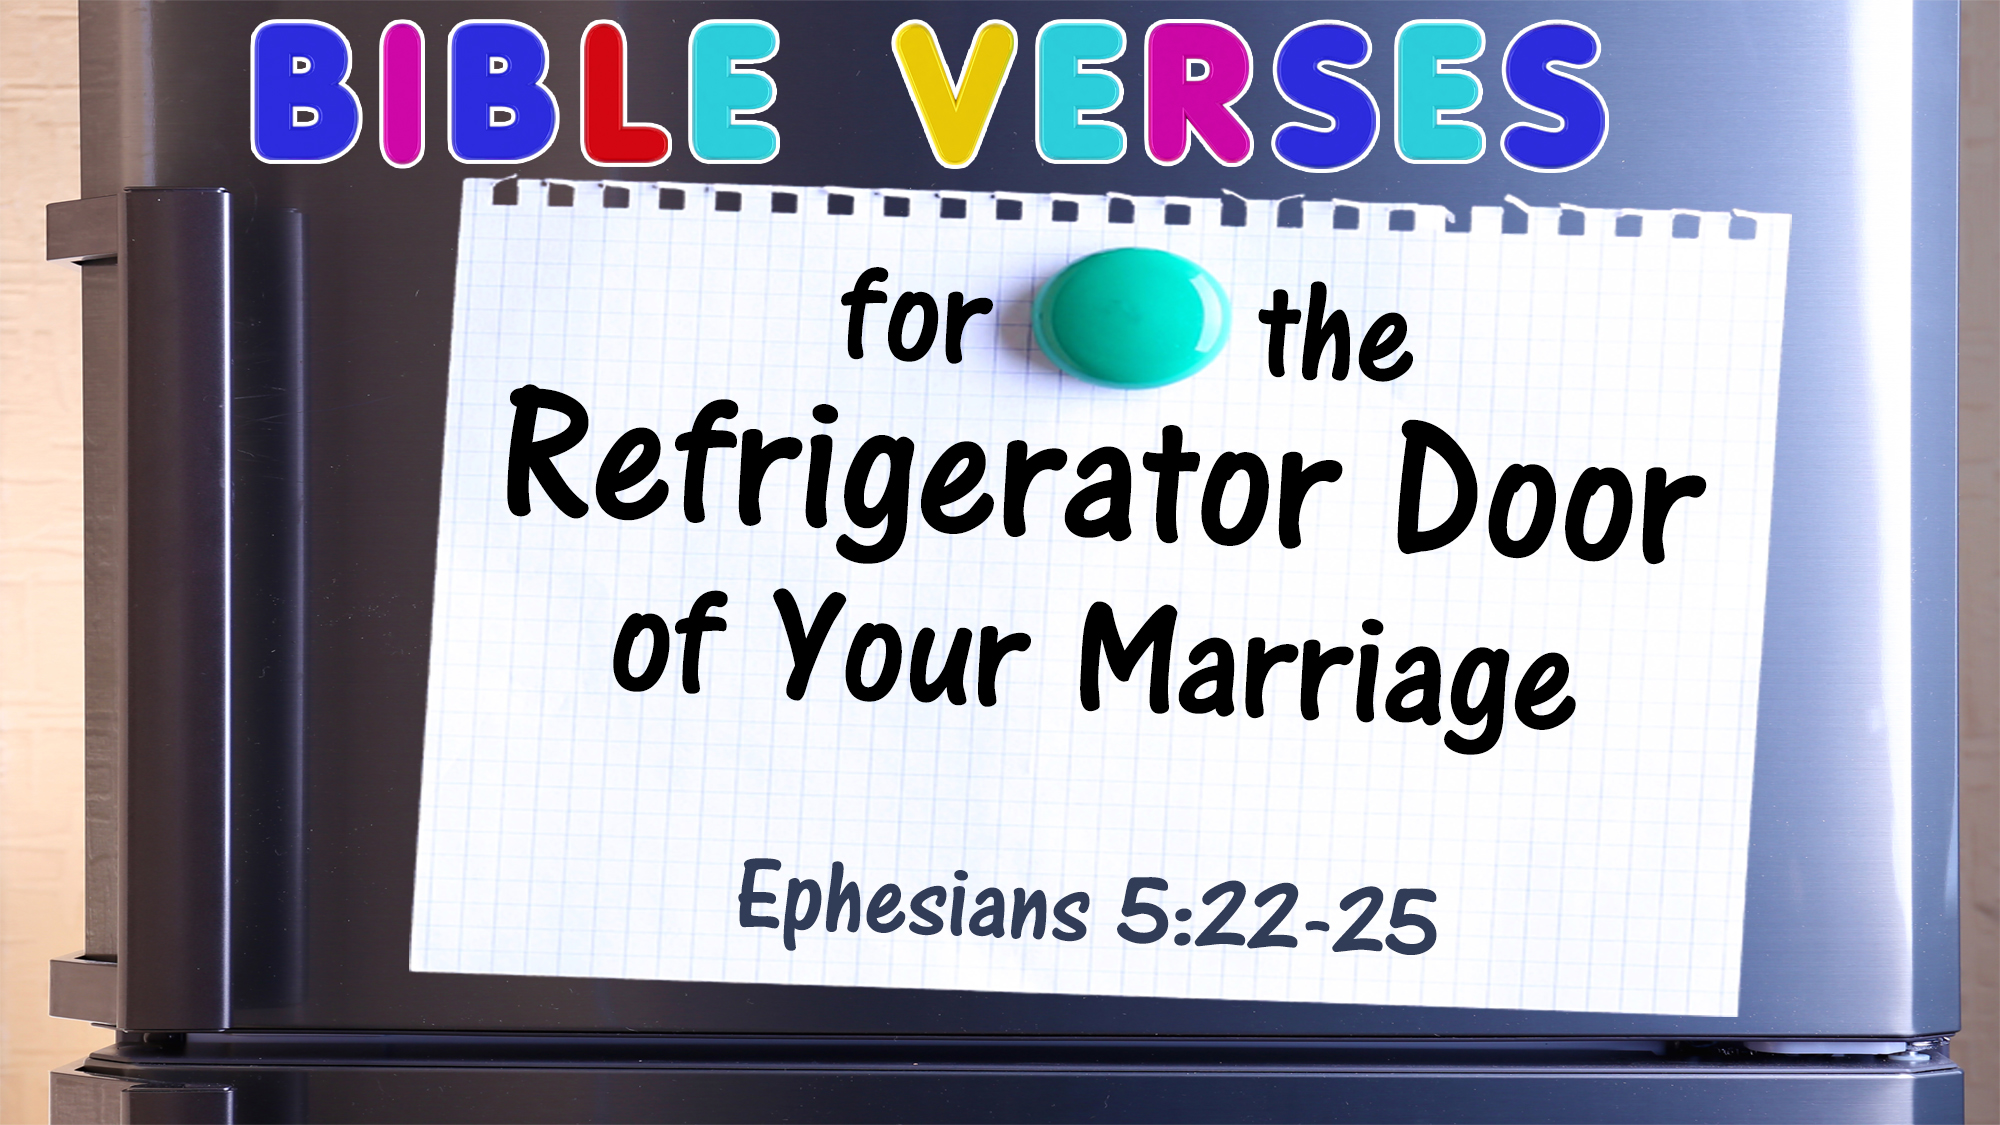 BIBLE VERSES
for the
Refrigerator Door
of Your Marriage
Ephesians 5:22-25